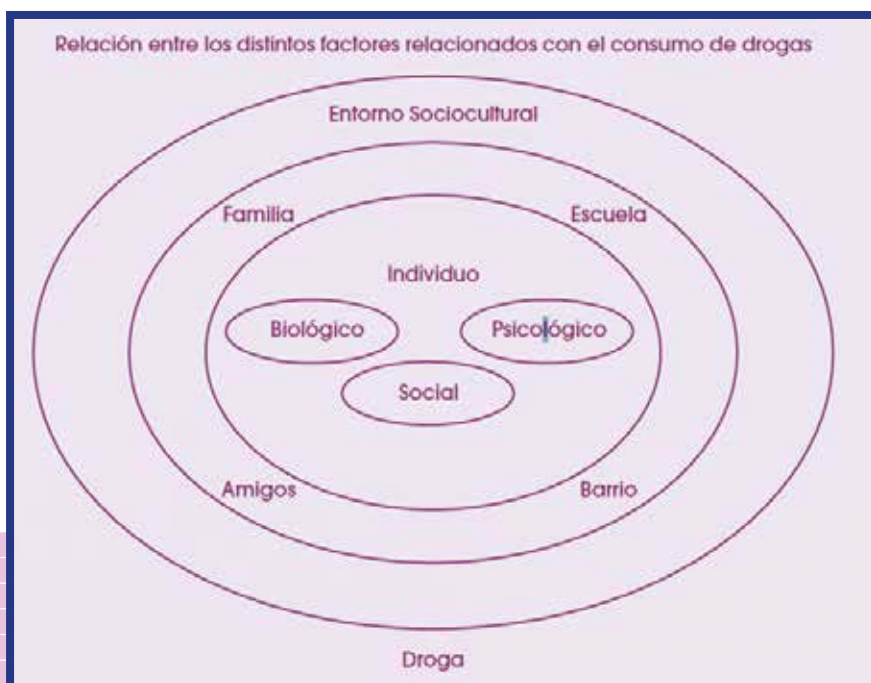 Relación entre los distintos factores relacionados con el consumo de drogas
Entorno Sociocultural
Familia
Escuela
Individuo
Biológico
Psicológico
Social
Amigos
Barrio
Droga